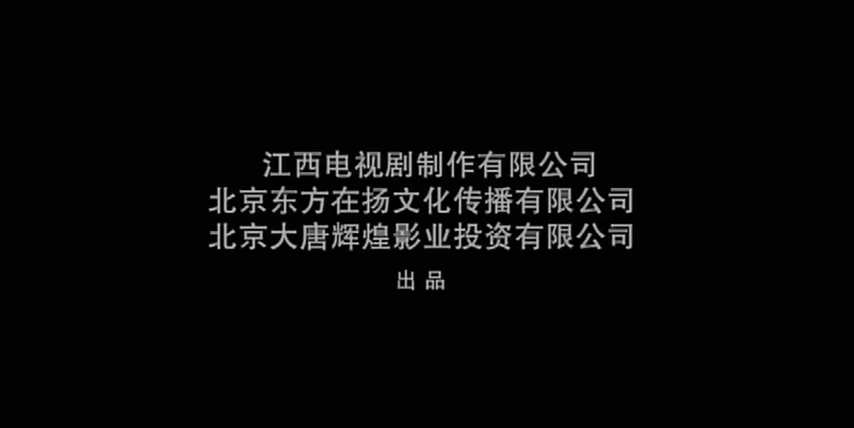 江西电视剧制作有限公司
北京东方在扬文化传播有限公司
北京大唐辉煌影业投资有限公司
出品